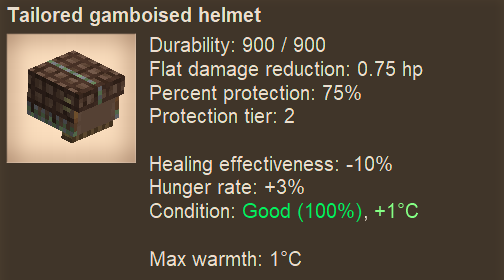 Tailored gamboised helmet
Durability: 900 / 900
Flat damage reduction: 0.75 hp
Percent protection: 75%
Protection tier: 2
Healing effectiveness: -10%
Hunger rate: +3%
Condition: Good (100%), +1°C
Max warmth: 1°C